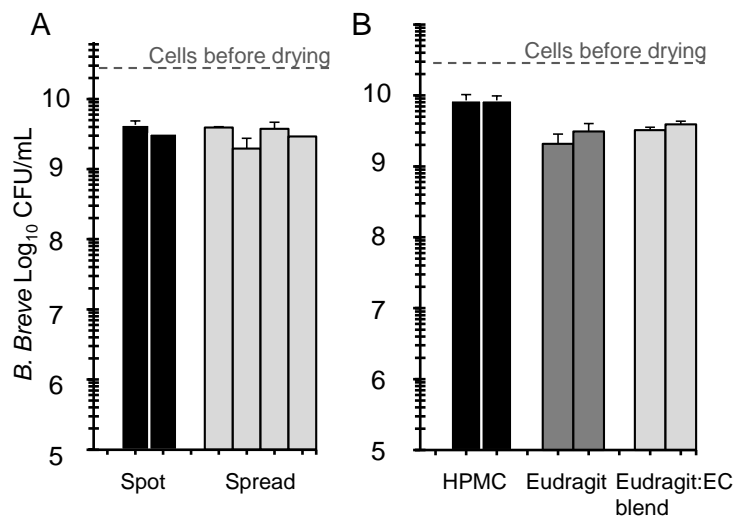 A
B
Cells before drying
Cells before drying
B. Breve Log₁₀ CFU/mL
10
9
8
7
6
5
10
9
8
7
6
5
Spot
Spread
HPMC
Eudragit
Eudragit:EC
blend